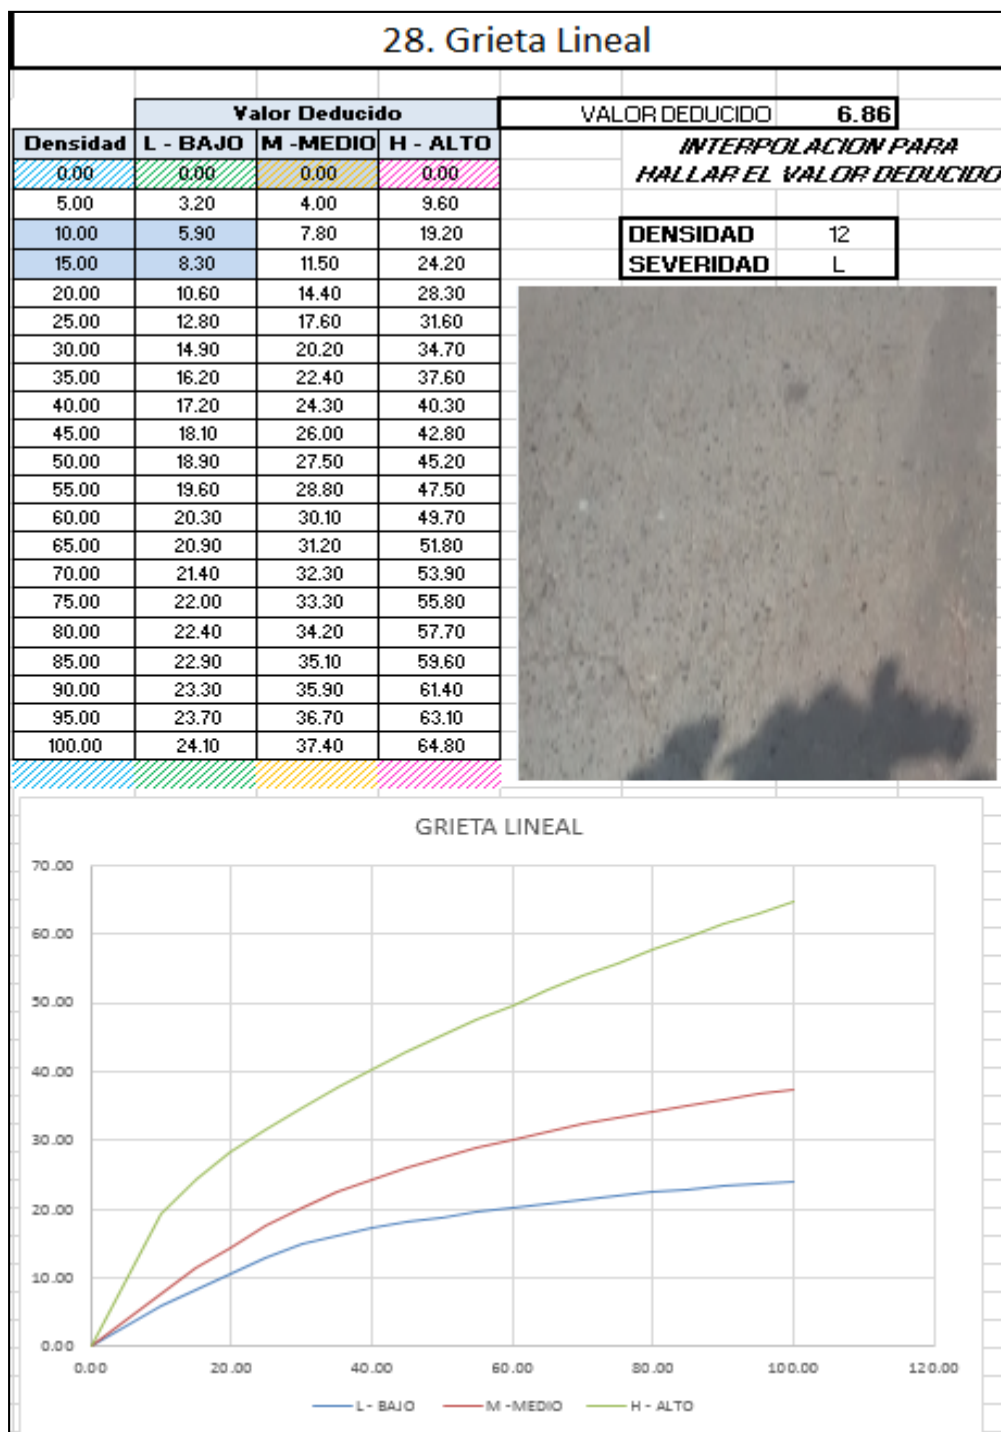 28. Grieta Lineal
Valor Deducido
VALOR DEDUCIDO 6.86
Densidad L - BAJO M -MEDIO H - ALTO
INTERPOLACION PARA
HALLAR EL VALOR DEDUCIDO
0.00 0.00 0.00 0.00
5.00 3.20 4.00 9.60
10.00 5.90 7.80 19.20
DENSIDAD 12
15.00 8.30 11.50 24.20
SEVERIDAD L
20.00 10.60 14.40 28.30
25.00 12.80 17.60 31.60
30.00 14.90 20.20 34.70
35.00 16.20 22.40 37.60
40.00 17.20 24.30 40.30
45.00 18.10 26.00 42.80
50.00 18.90 27.50 45.20
55.00 19.60 28.80 47.50
60.00 20.30 30.10 49.70
65.00 20.90 31.20 51.80
70.00 21.40 32.30 53.90
75.00 22.00 33.30 55.80
80.00 22.40 34.20 57.70
85.00 22.90 35.10 59.60
90.00 23.30 35.90 61.40
95.00 23.70 36.70 63.10
100.00 24.10 37.40 64.80
GRIETA LINEAL
70.00
60.00
50.00
40.00
30.00
20.00
10.00
0.00
0.00 20.00 40.00 60.00 80.00 100.00 120.00
L - BAJO M -MEDIO H - ALTO